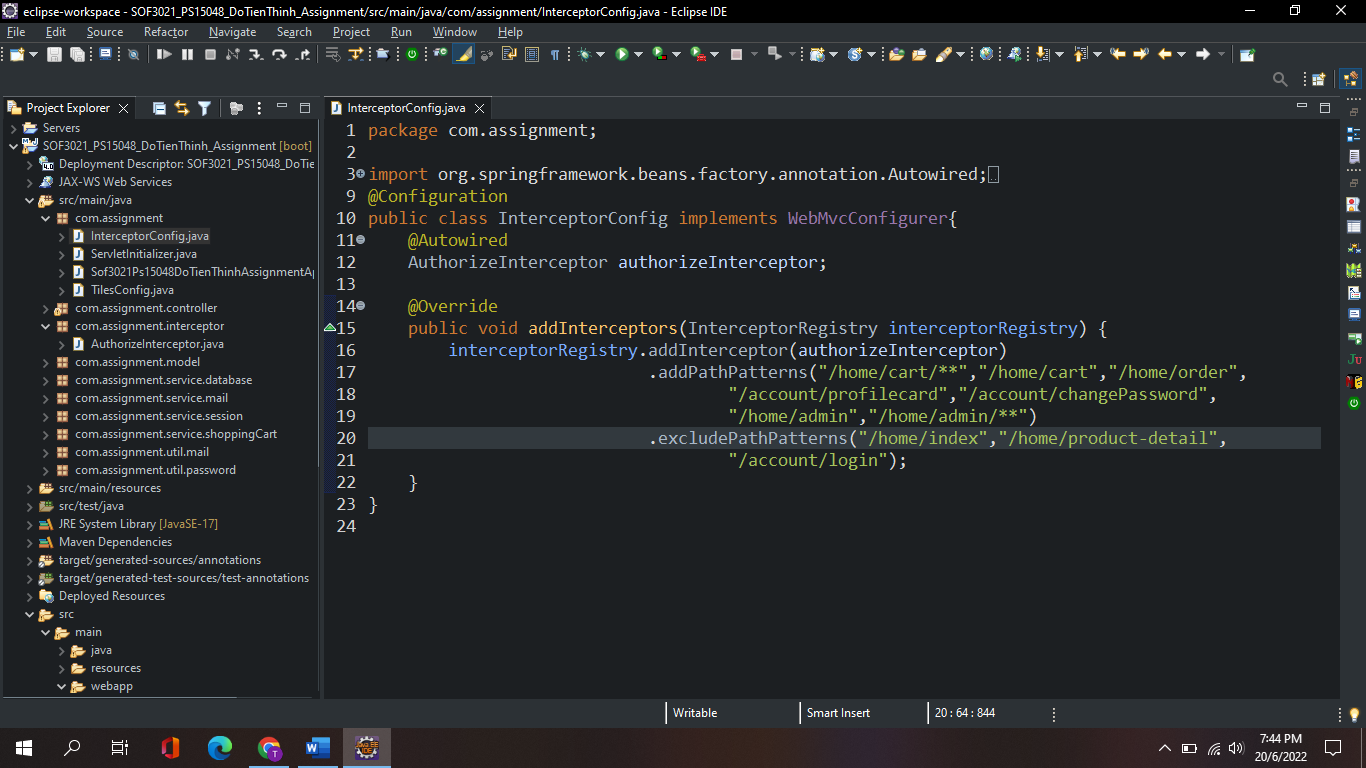 eclipse-workspace - SOF3021_PS15048_DoTienThinh_Assignment/src/main/java/com/assignment/InterceptorConfig.java - Eclipse IDE
File Edit Source Refactor Navigate Search Project Run Window Help
Project Explorer
Servers
SOF3021_PS15048_DoTienThinh_Assignment [boot]
Deployment Descriptor: SOF3021_PS15048_DoTie
JAX-WS Web Services
src/main/java
com.assignment
InterceptorConfig.java
ServletInitializer.java
Sof3021Ps15048DoTienThinhAssignmentAp
TilesConfig.java
com.assignment.controller
com.assignment.interceptor
AuthorizeInterceptor.java
com.assignment.model
com.assignment.service.database
com.assignment.service.mail
com.assignment.service.session
com.assignment.service.shoppingCart
com.assignment.util.mail
com.assignment.util.password
src/main/resources
src/test/java
JRE System Library [JavaSE-17]
Maven Dependencies
target/generated-sources/annotations
target/generated-test-sources/test-annotations
Deployed Resources
src
main
java
resources
webapp
InterceptorConfig.java
1 package com.assignment;
2
3 import org.springframework.beans.factory.annotation.Autowired;
9 @Configuration
10 public class InterceptorConfig implements WebMvcConfigurer{
11 @Autowired
12 AuthorizeInterceptor authorizeInterceptor;
13
14 @Override
15 public void addInterceptors(InterceptorRegistry interceptorRegistry) {
16 interceptorRegistry.addInterceptor(authorizeInterceptor)
17 .addPathPatterns("/home/cart/**","/home/cart","/home/order",
18 "/account/profilecard","/account/changePassword",
19 "/home/admin","/home/admin/**")
20 .excludePathPatterns("/home/index","/home/product-detail",
21 "/account/login");
22 }
23 }
24
Writable Smart Insert 20 : 64 : 844
7:44 PM
20/6/2022